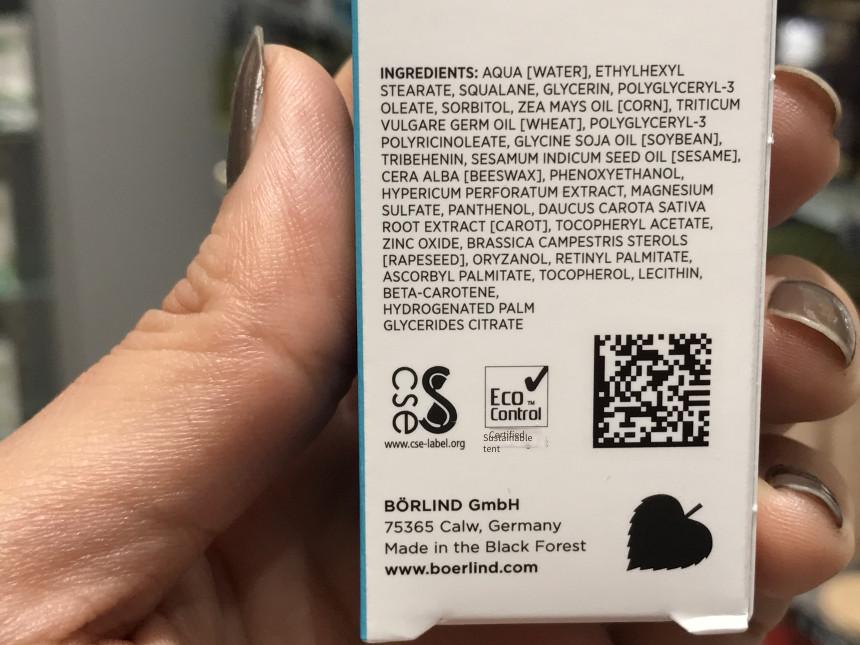 INGREDIENTS: AQUA [WATER], ETHYLHEXYL
STEARATE, SQUALANE, GLYCERIN, POLYGLYCERYL-3
OLEATE, SORBITOL, ZEA MAYS OIL [CORN], TRITICUM
VULGARE GERM OIL [WHEAT], POLYGLYCERYL-3
POLYRICINOLEATE, GLYCINE SOJA OIL [SOYBEAN],
TRIBEHENIN, SESAMUM INDICUM SEED OIL [SESAME],
CERA ALBA [BEESWAX], PHENOXYETHANOL,
HYPERICUM PERFORATUM EXTRACT, MAGNESIUM
SULFATE, PANTHENOL, DAUCUS CAROTA SATIVA
ROOT EXTRACT [CAROT], TOCOPHERYL ACETATE,
ZINC OXIDE, BRASSICA CAMPESTRIS STEROLS
[RAPESEED], ORYZANOL, RETINYL PALMITATE,
ASCORBYL PALMITATE, TOCOPHEROL, LECITHIN,
BETA-CAROTENE,
HYDROGENATED PALM
GLYCERIDES CITRATE
cse
www.cse-label.org
Eco
Control™
Certified
Sustainable
tent
BÖRLIND GmbH
75365 Calw, Germany
Made in the Black Forest
www.boerlind.com